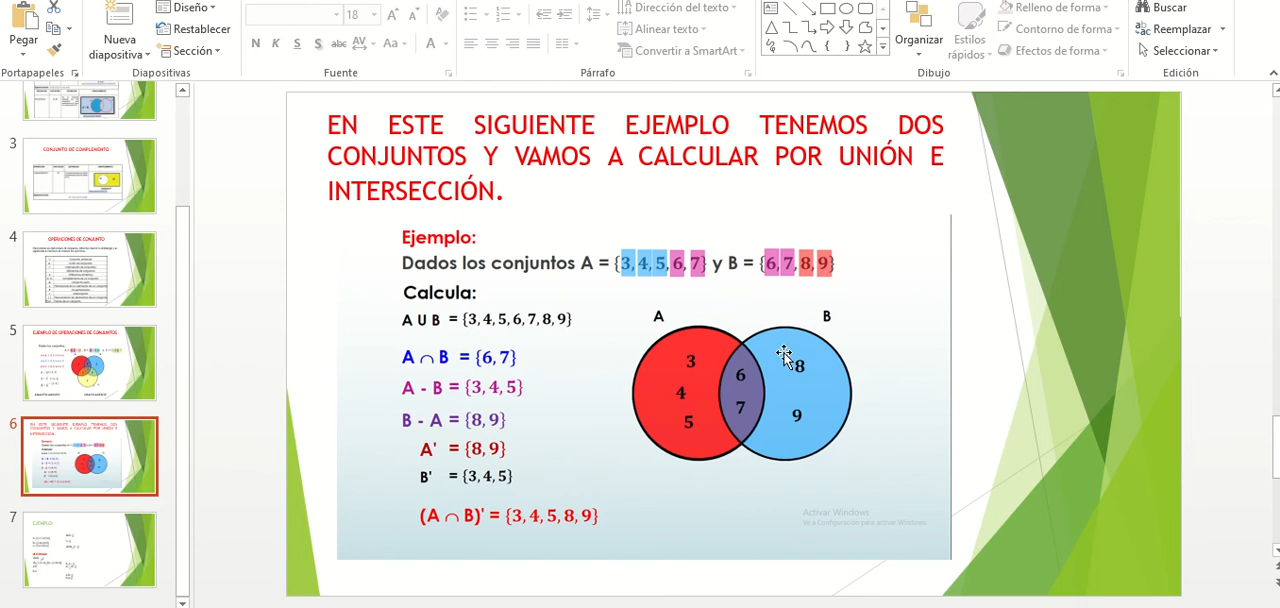 Pegar
Nueva
diapositiva
Diseño
Restablecer
Sección
18
N K S S abc AV Aa A
Dirección del texto
Alinear texto
Convertir a SmartArt
Organizar
Estilos
rápidos
Relleno de forma
Contorno de forma
Efectos de forma
Buscar
Reemplazar
Seleccionar
Portapapeles
Diapositivas
Fuente
Párrafo
Dibujo
Edición
3
CONJUNTO DE COMPLEMENTO
4
OPERACIONES DE CONJUNTO
5
EJEMPLO DE OPERACIONES DE CONJUNTOS
6
7
EJEMPLO:
EN ESTE SIGUIENTE EJEMPLO TENEMOS DOS
CONJUNTOS Y VAMOS A CALCULAR POR UNIÓN E
INTERSECCIÓN.
Ejemplo:
Dados los conjuntos A = {3, 4, 5, 6, 7} y B = {6, 7, 8, 9}
Calcula:
A U B = {3, 4, 5, 6, 7, 8, 9}
A ∩ B = {6, 7}
A - B = {3, 4, 5}
B - A = {8, 9}
A' = {8, 9}
B' = {3, 4, 5}
(A ∩ B)' = {3, 4, 5, 8, 9}
A B
3
4
5
6
7
8
9
Activar Windows
Ve a Configuración para activar Windows.